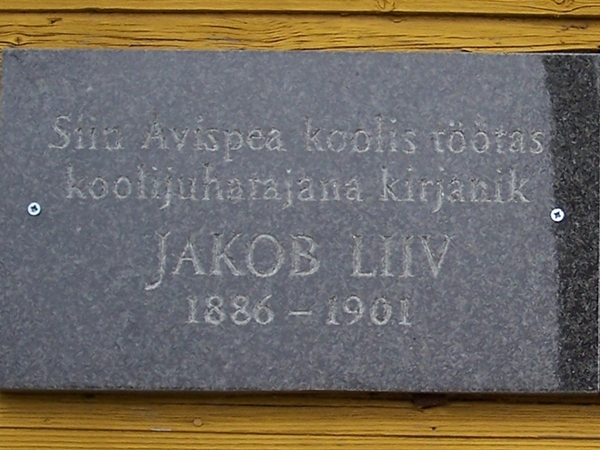 Siin Avispea koolis töötas
koolijuhatajana kirjanik
JAKOB LIIV
1886 – 1901